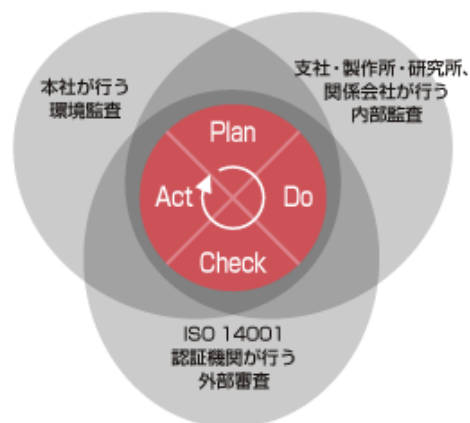 本社が行う
環境監査
支社・製作所・研究所、
関係会社が行う
内部監査
Plan
Act
Do
Check
ISO 14001
認証機関が行う
外部審査